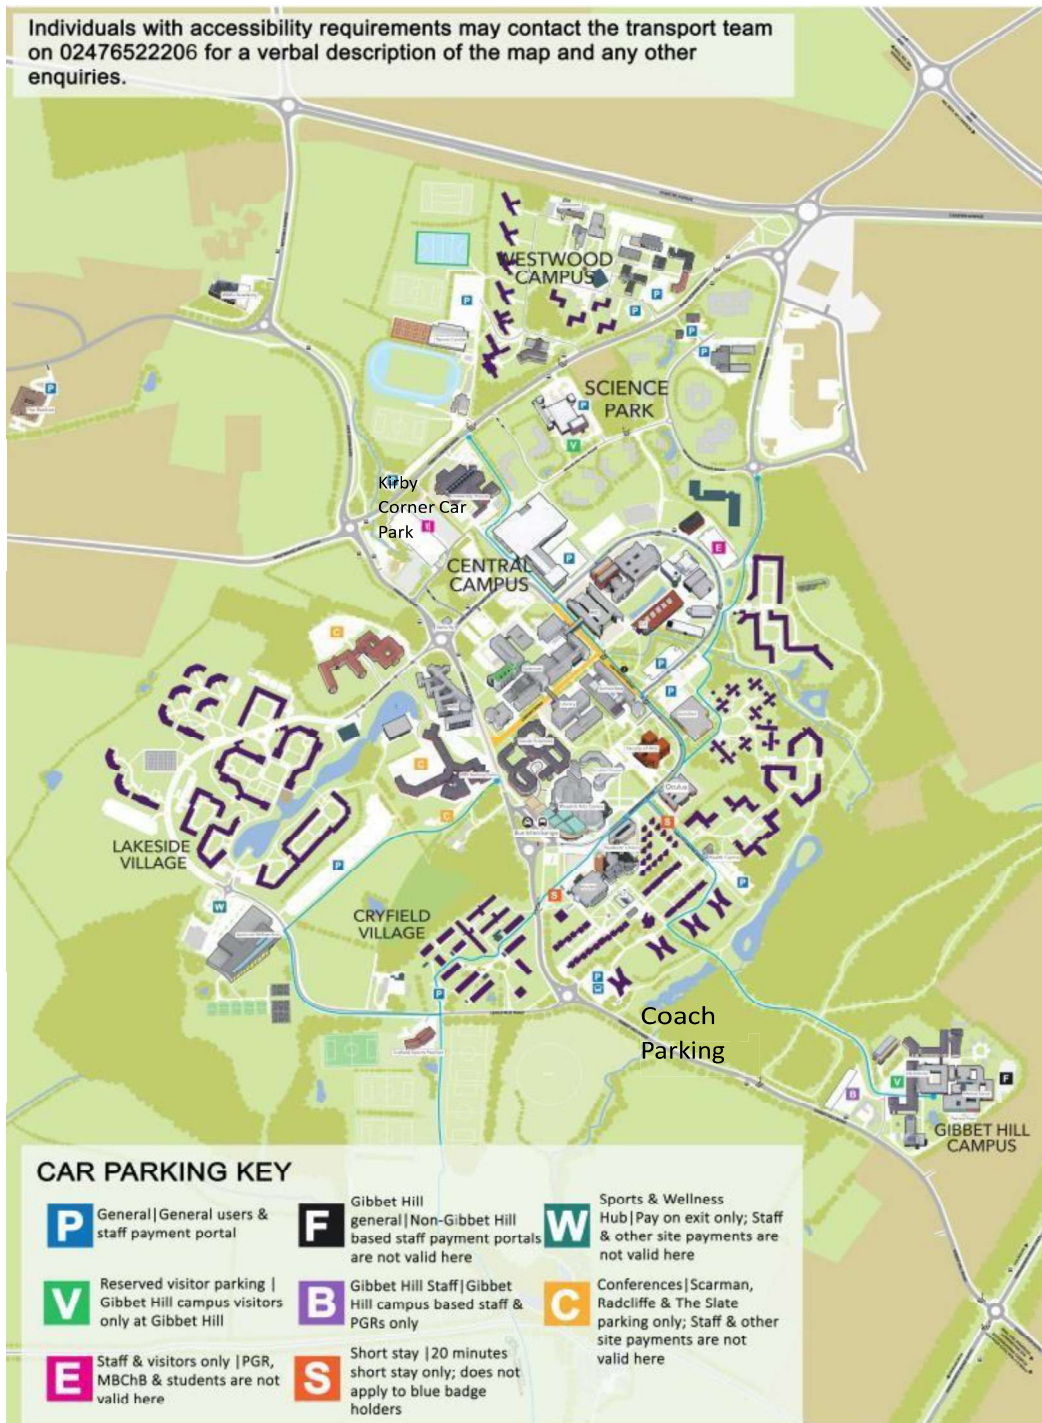 Individuals with accessibility requirements may contact the transport team
on 02476522206 for a verbal description of the map and any other
enquiries.
WESTWOOD
CAMPUS
P
P
P
P
P
P
SCIENCE
PARK
P
V
Kirby
Corner Car
Park
E
CENTRAL
CAMPUS
P
C
P
P
C
Oculus
C
S
Bus Interchange
LAKESIDE
VILLAGE
P
P
S
W
CRYFIELD
VILLAGE
P
P
Coach
Parking
V
F
B
GIBBET HILL
CAMPUS
CAR PARKING KEY
P
General|General users &
staff payment portal
F
Gibbet Hill
general|Non-Gibbet Hill
based staff payment portals
are not valid here
W
Sports & Wellness
Hub|Pay on exit only; Staff
& other site payments are
not valid here
V
Reserved visitor parking |
Gibbet Hill campus visitors
only at Gibbet Hill
B
Gibbet Hill Staff|Gibbet
Hill campus based staff &
PGRs only
C
Conferences|Scarman,
Radcliffe & The Slate
parking only; Staff & other
site payments are not
valid here
E
Staff & visitors only |PGR,
MBChB & students are not
valid here
S
Short stay |20 minutes
short stay only; does not
apply to blue badge
holders